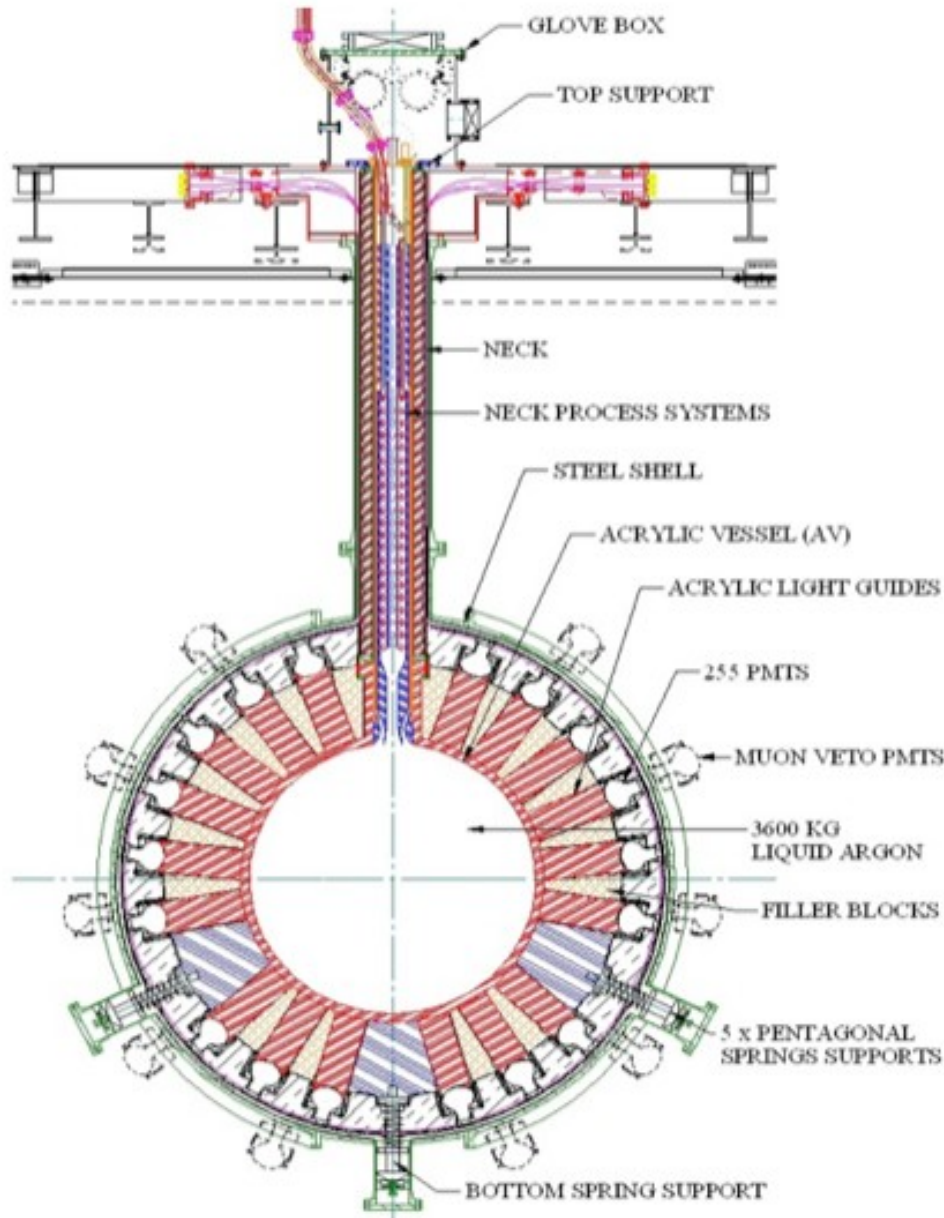 GLOVE BOX
TOP SUPPORT
NECK
NECK PROCESS SYSTEMS
STEEL SHELL
ACRYLIC VESSEL (AV)
ACRYLIC LIGHT GUIDES
255 PMTS
MUON VETO PMTS
3600 KG
LIQUID ARGON
FILLER BLOCKS
5 x PENTAGONAL
SPRINGS SUPPORTS
BOTTOM SPRING SUPPORT